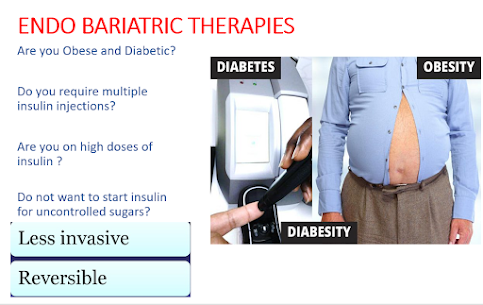 ENDO BARIATRIC THERAPIES
Are you Obese and Diabetic?
Do you require multiple
insulin injections?
Are you on high doses of
insulin ?
Do not want to start insulin
for uncontrolled sugars?
Less invasive
Reversible
DIABETES
OBESITY
DIABESITY